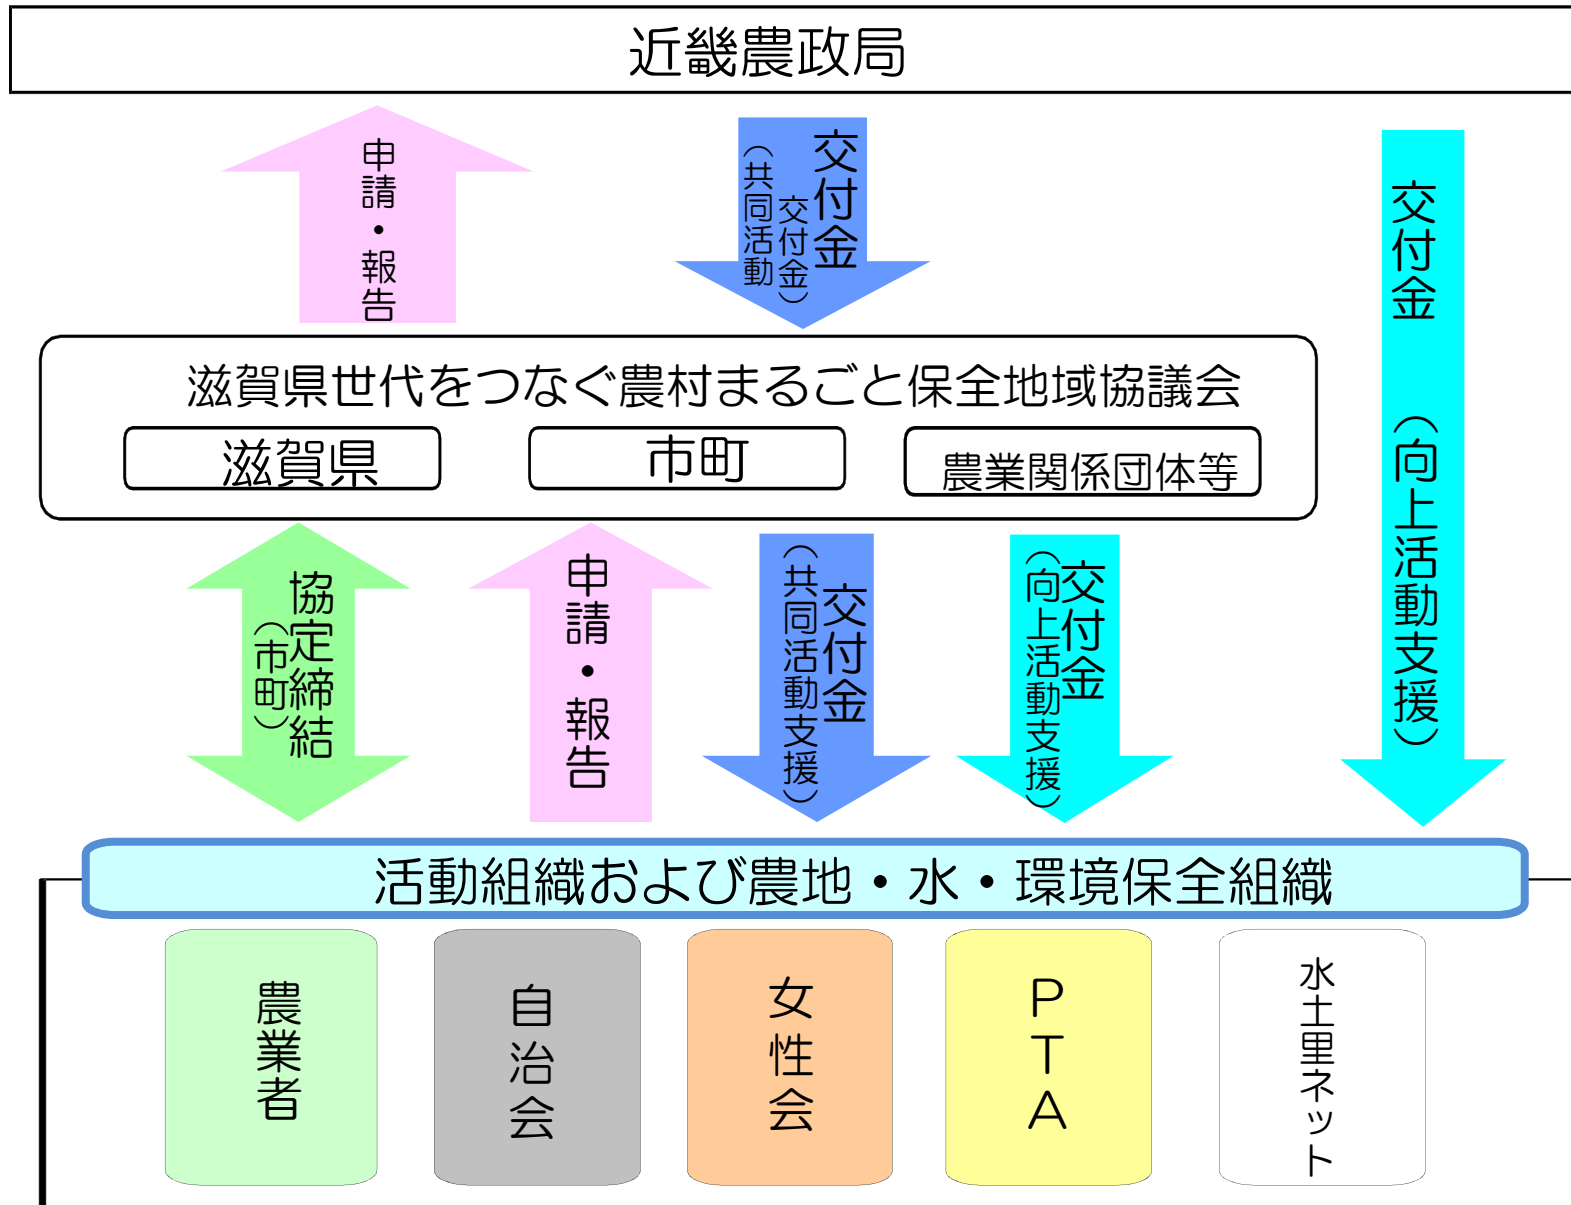 近畿農政局
申請・報告
交付金
（共同活動
交付金）
交付金
（向上活動支援）
滋賀県世代をつなぐ農村まるごと保全地域協議会
滋賀県
市町
農業関係団体等
協定締結
（市町）
申請・報告
交付金
（共同活動支援）
交付金
（向上活動支援）
活動組織および農地・水・環境保全組織
農業者
自治会
女性会
PTA
水土里ネット